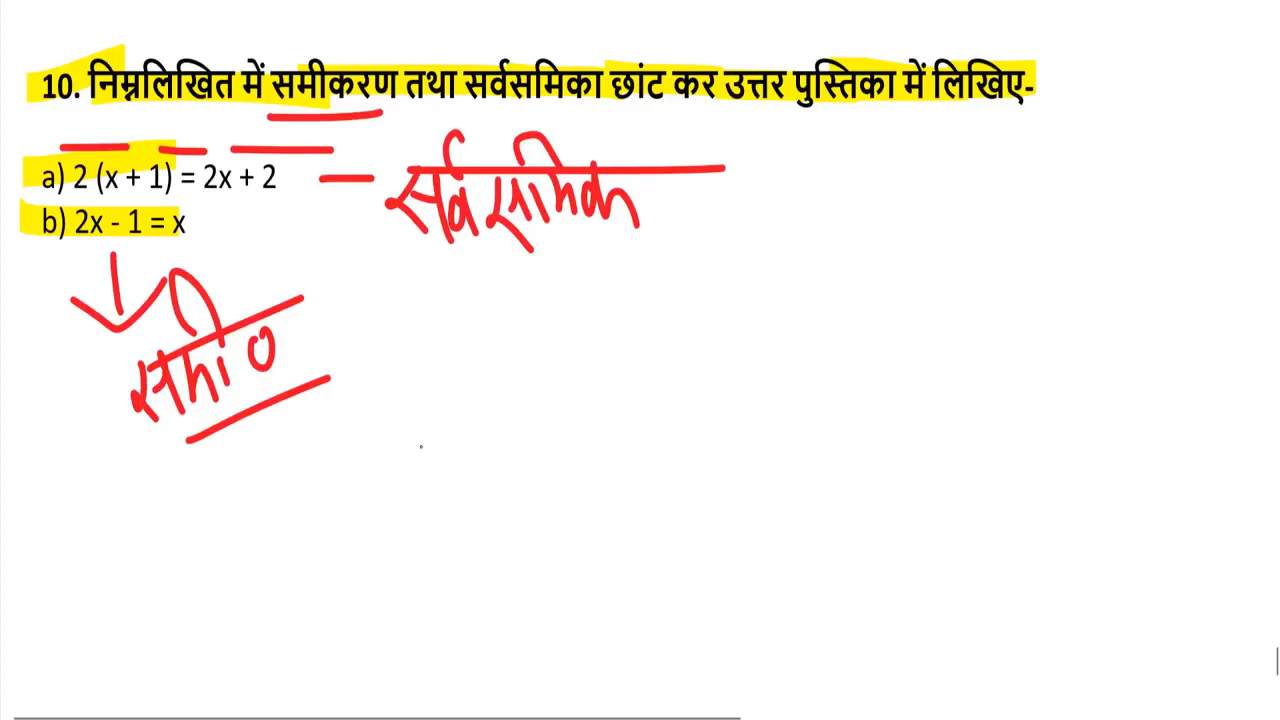 10. निम्नलिखित में समीकरण तथा सर्वसमिका छांट कर उत्तर पुस्तिका में लिखिए-
a) 2 (x + 1) = 2x + 2 — सर्वसमिक
b) 2x - 1 = x
समी०